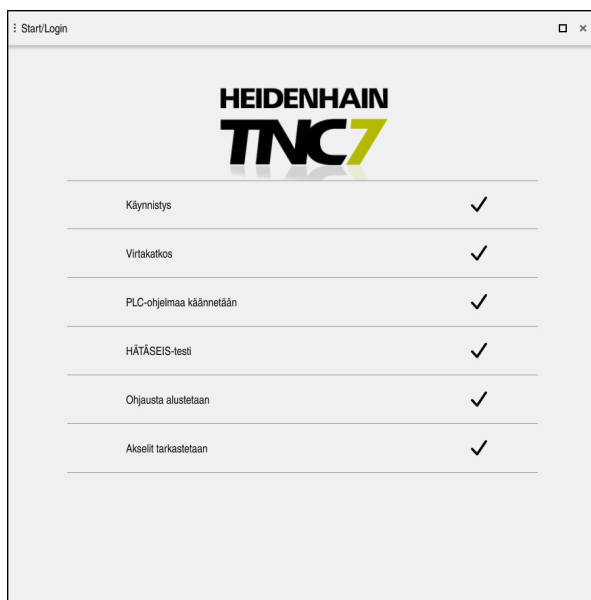 Start/Login
HEIDENHAIN
TNC7
Käynnistys
Virtakatkos
PLC-ohjelmaa käännetään
HÄTÄSEIS-testi
Ohjausta alustetaan
Akselit tarkastetaan